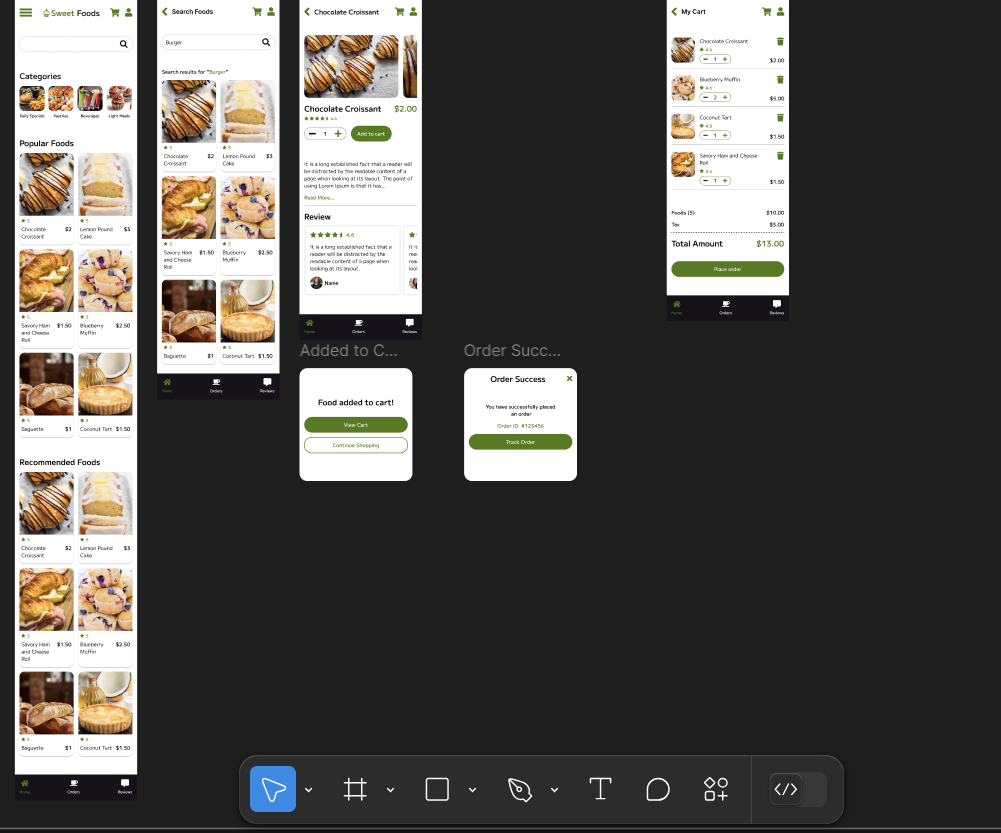 Sweet Foods
Categories
Daily Specials
Pastries
Beverages
Light Meals
Popular Foods
5
5
Chocolate Croissant $2
Lemon Pound Cake $3
5
5
Savory Ham and Cheese Roll $1.50
Blueberry Muffin $2.50
5
5
Baguette $1
Coconut Tart $1.50
Recommended Foods
5
5
Chocolate Croissant $2
Lemon Pound Cake $3
5
5
Savory Ham and Cheese Roll $1.50
Blueberry Muffin $2.50
5
5
Baguette $1
Coconut Tart $1.50
Home
Orders
Reviews
Search Foods
Burger
Search results for "Burger"
5
5
Chocolate Croissant $2
Lemon Pound Cake $3
5
5
Savory Ham and Cheese Roll $1.50
Blueberry Muffin $2.50
5
5
Baguette $1
Coconut Tart $1.50
Home
Orders
Reviews
Chocolate Croissant
Chocolate Croissant $2.00
4.6
1
Add to cart
It is a long established fact that a reader will
be distracted by the readable content of a
page when looking at its layout. The point of
using Lorem Ipsum is that it has...
Read More...
Review
4.6
It is a long established fact that a
reader will be distracted by the
readable content of a page when
looking at its layout.
Name
Home
Orders
Reviews
Added to C...
Food added to cart!
View Cart
Continue Shopping
Order Succ...
Order Success
You have successfully placed
an order
Order ID: #123456
Track Order
My Cart
Chocolate Croissant
4.6
1
$2.00
Blueberry Muffin
4.6
2
$5.00
Coconut Tart
4.6
1
$1.50
Savory Ham and Cheese
Roll
4.6
1
$1.50
Foods (5) $10.00
Tax $3.00
Total Amount $13.00
Place order
Home
Orders
Reviews